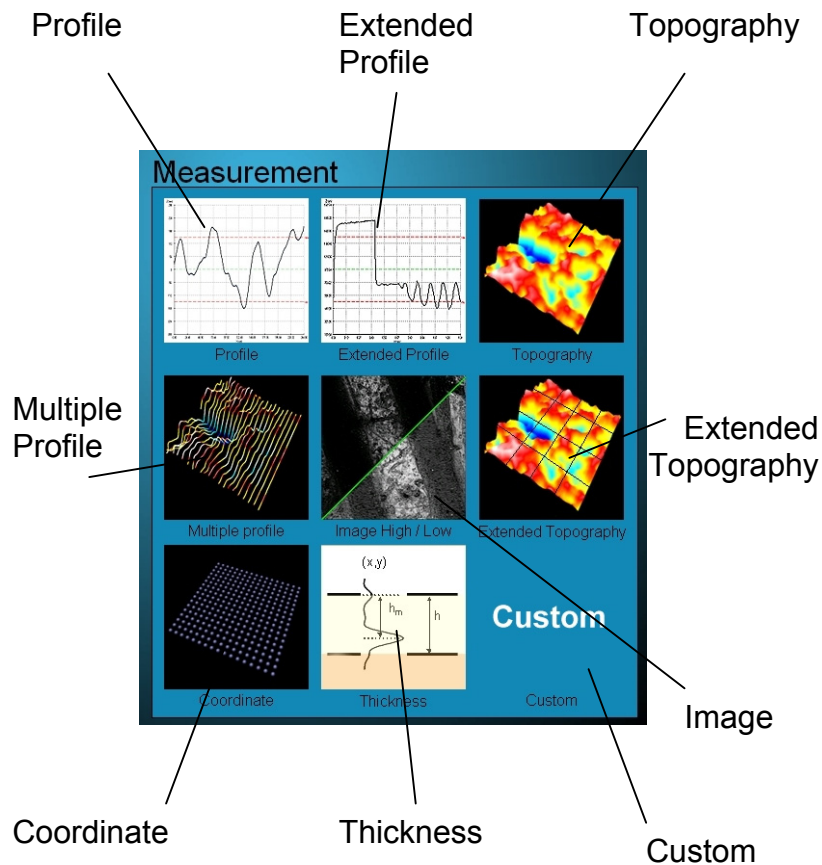 Profile
Extended
Profile
Topography
Measurement
Profile
Extended Profile
Topography
Multiple
Profile
Extended
Topography
Multiple profile
Image High / Low
Extended Topography
(x,y)
hm
h
Custom
Coordinate
Thickness
Custom
Image
Coordinate
Thickness
Custom